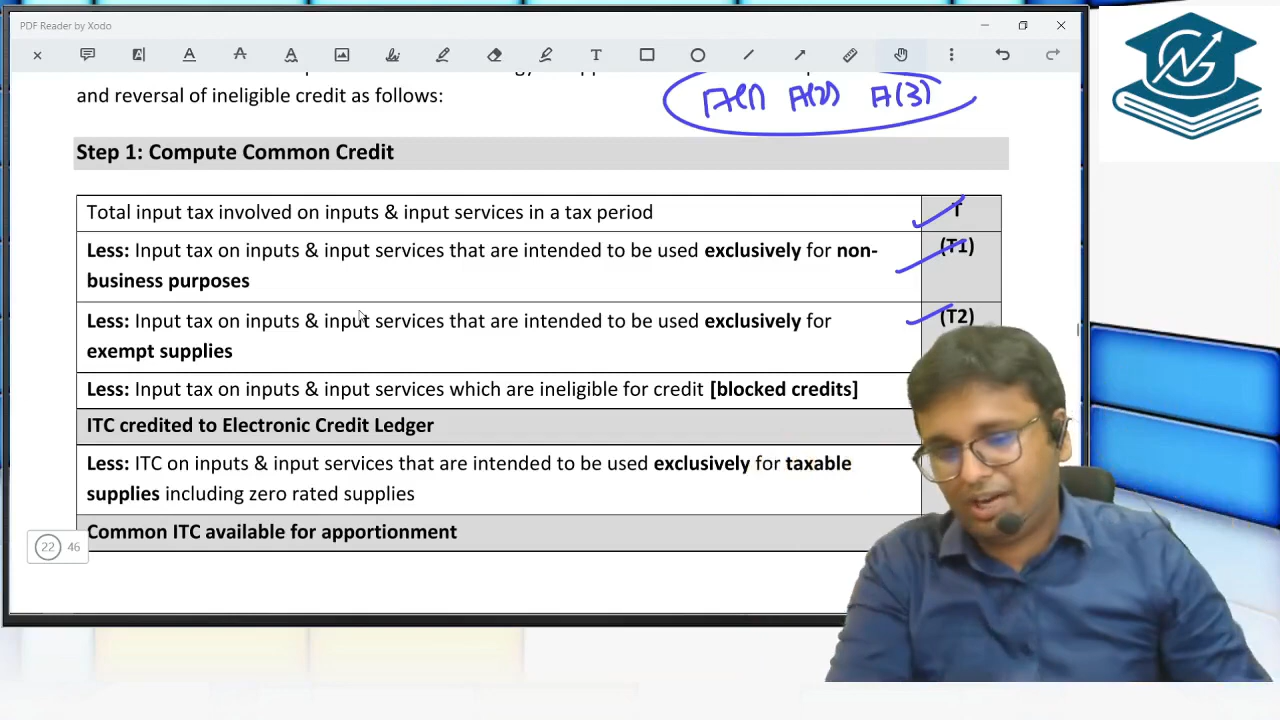 PDF Reader by Xodo
and reversal of ineligible credit as follows:
A(1) A(2) A(3)
Step 1: Compute Common Credit
Total input tax involved on inputs & input services in a tax period T
Less: Input tax on inputs & input services that are intended to be used exclusively for non- (T1)
business purposes
Less: Input tax on inputs & input services that are intended to be used exclusively for (T2)
exempt supplies
Less: Input tax on inputs & input services which are ineligible for credit [blocked credits]
ITC credited to Electronic Credit Ledger
Less: ITC on inputs & input services that are intended to be used exclusively for taxable
supplies including zero rated supplies
Common ITC available for apportionment
22 46